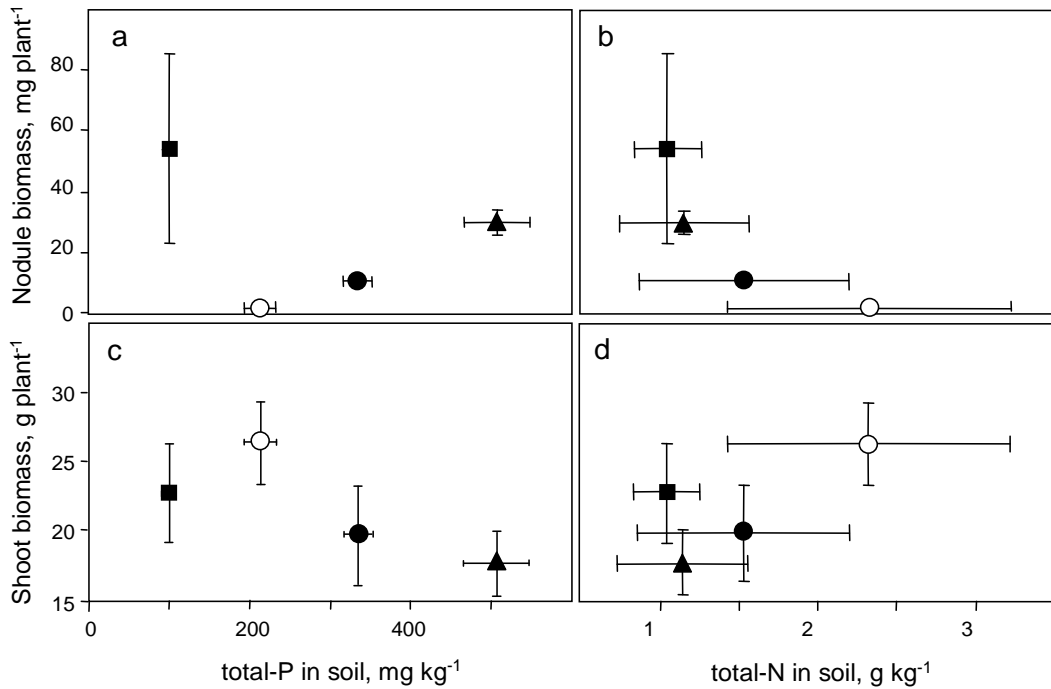 a
b
Nodule biomass, mg plant⁻¹
80
60
40
20
0
c
d
Shoot biomass, g plant⁻¹
30
25
20
15
0 200 400
1 2 3
total-P in soil, mg kg⁻¹
total-N in soil, g kg⁻¹